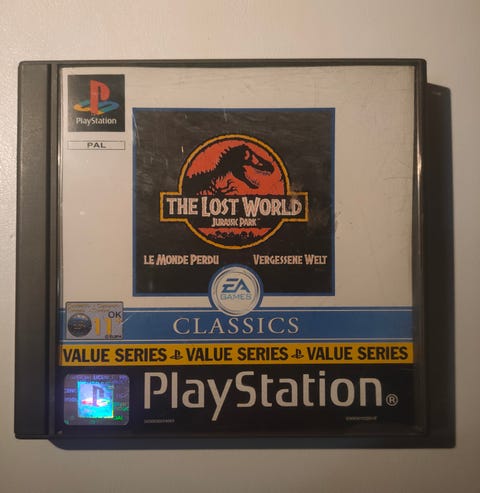 PlayStation
PAL
THE LOST WORLD
JURASSIC PARK
LE MONDE PERDU
VERGESSENE WELT
EA
GAMES
OK
11
CLASSICS
VALUE SERIES VALUE SERIES VALUE SERIES
PlayStation®